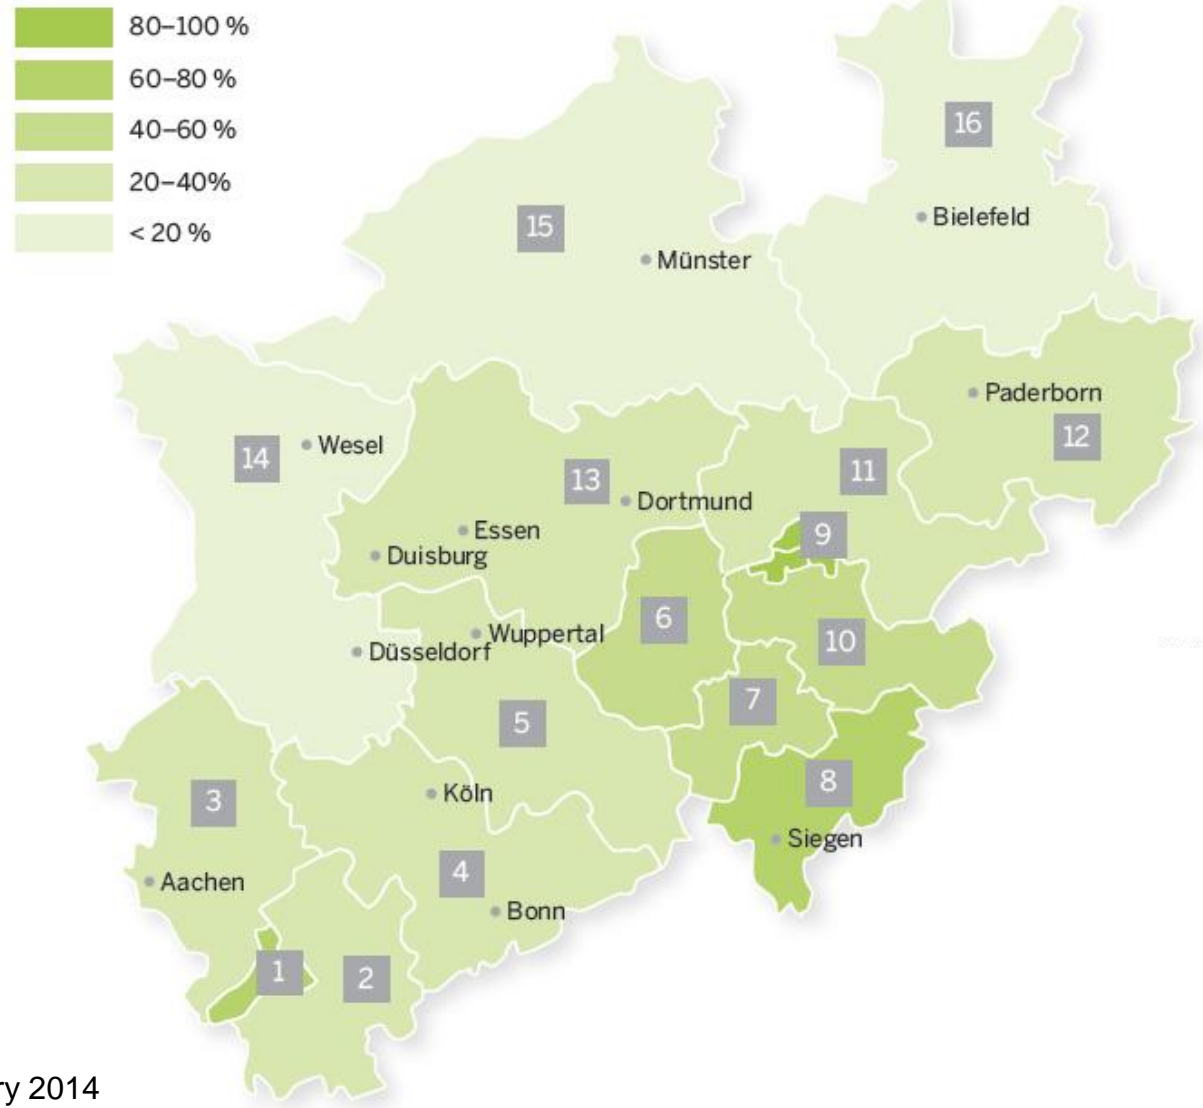 80–100 %
60–80 %
40–60 %
20–40%
< 20 %
16
Bielefeld
15
Münster
Paderborn
12
14
Wesel
13
Dortmund
11
Essen
Duisburg
9
6
Wuppertal
Düsseldorf
10
7
5
8
3
Köln
Siegen
4
Aachen
Bonn
1
2
ry 2014